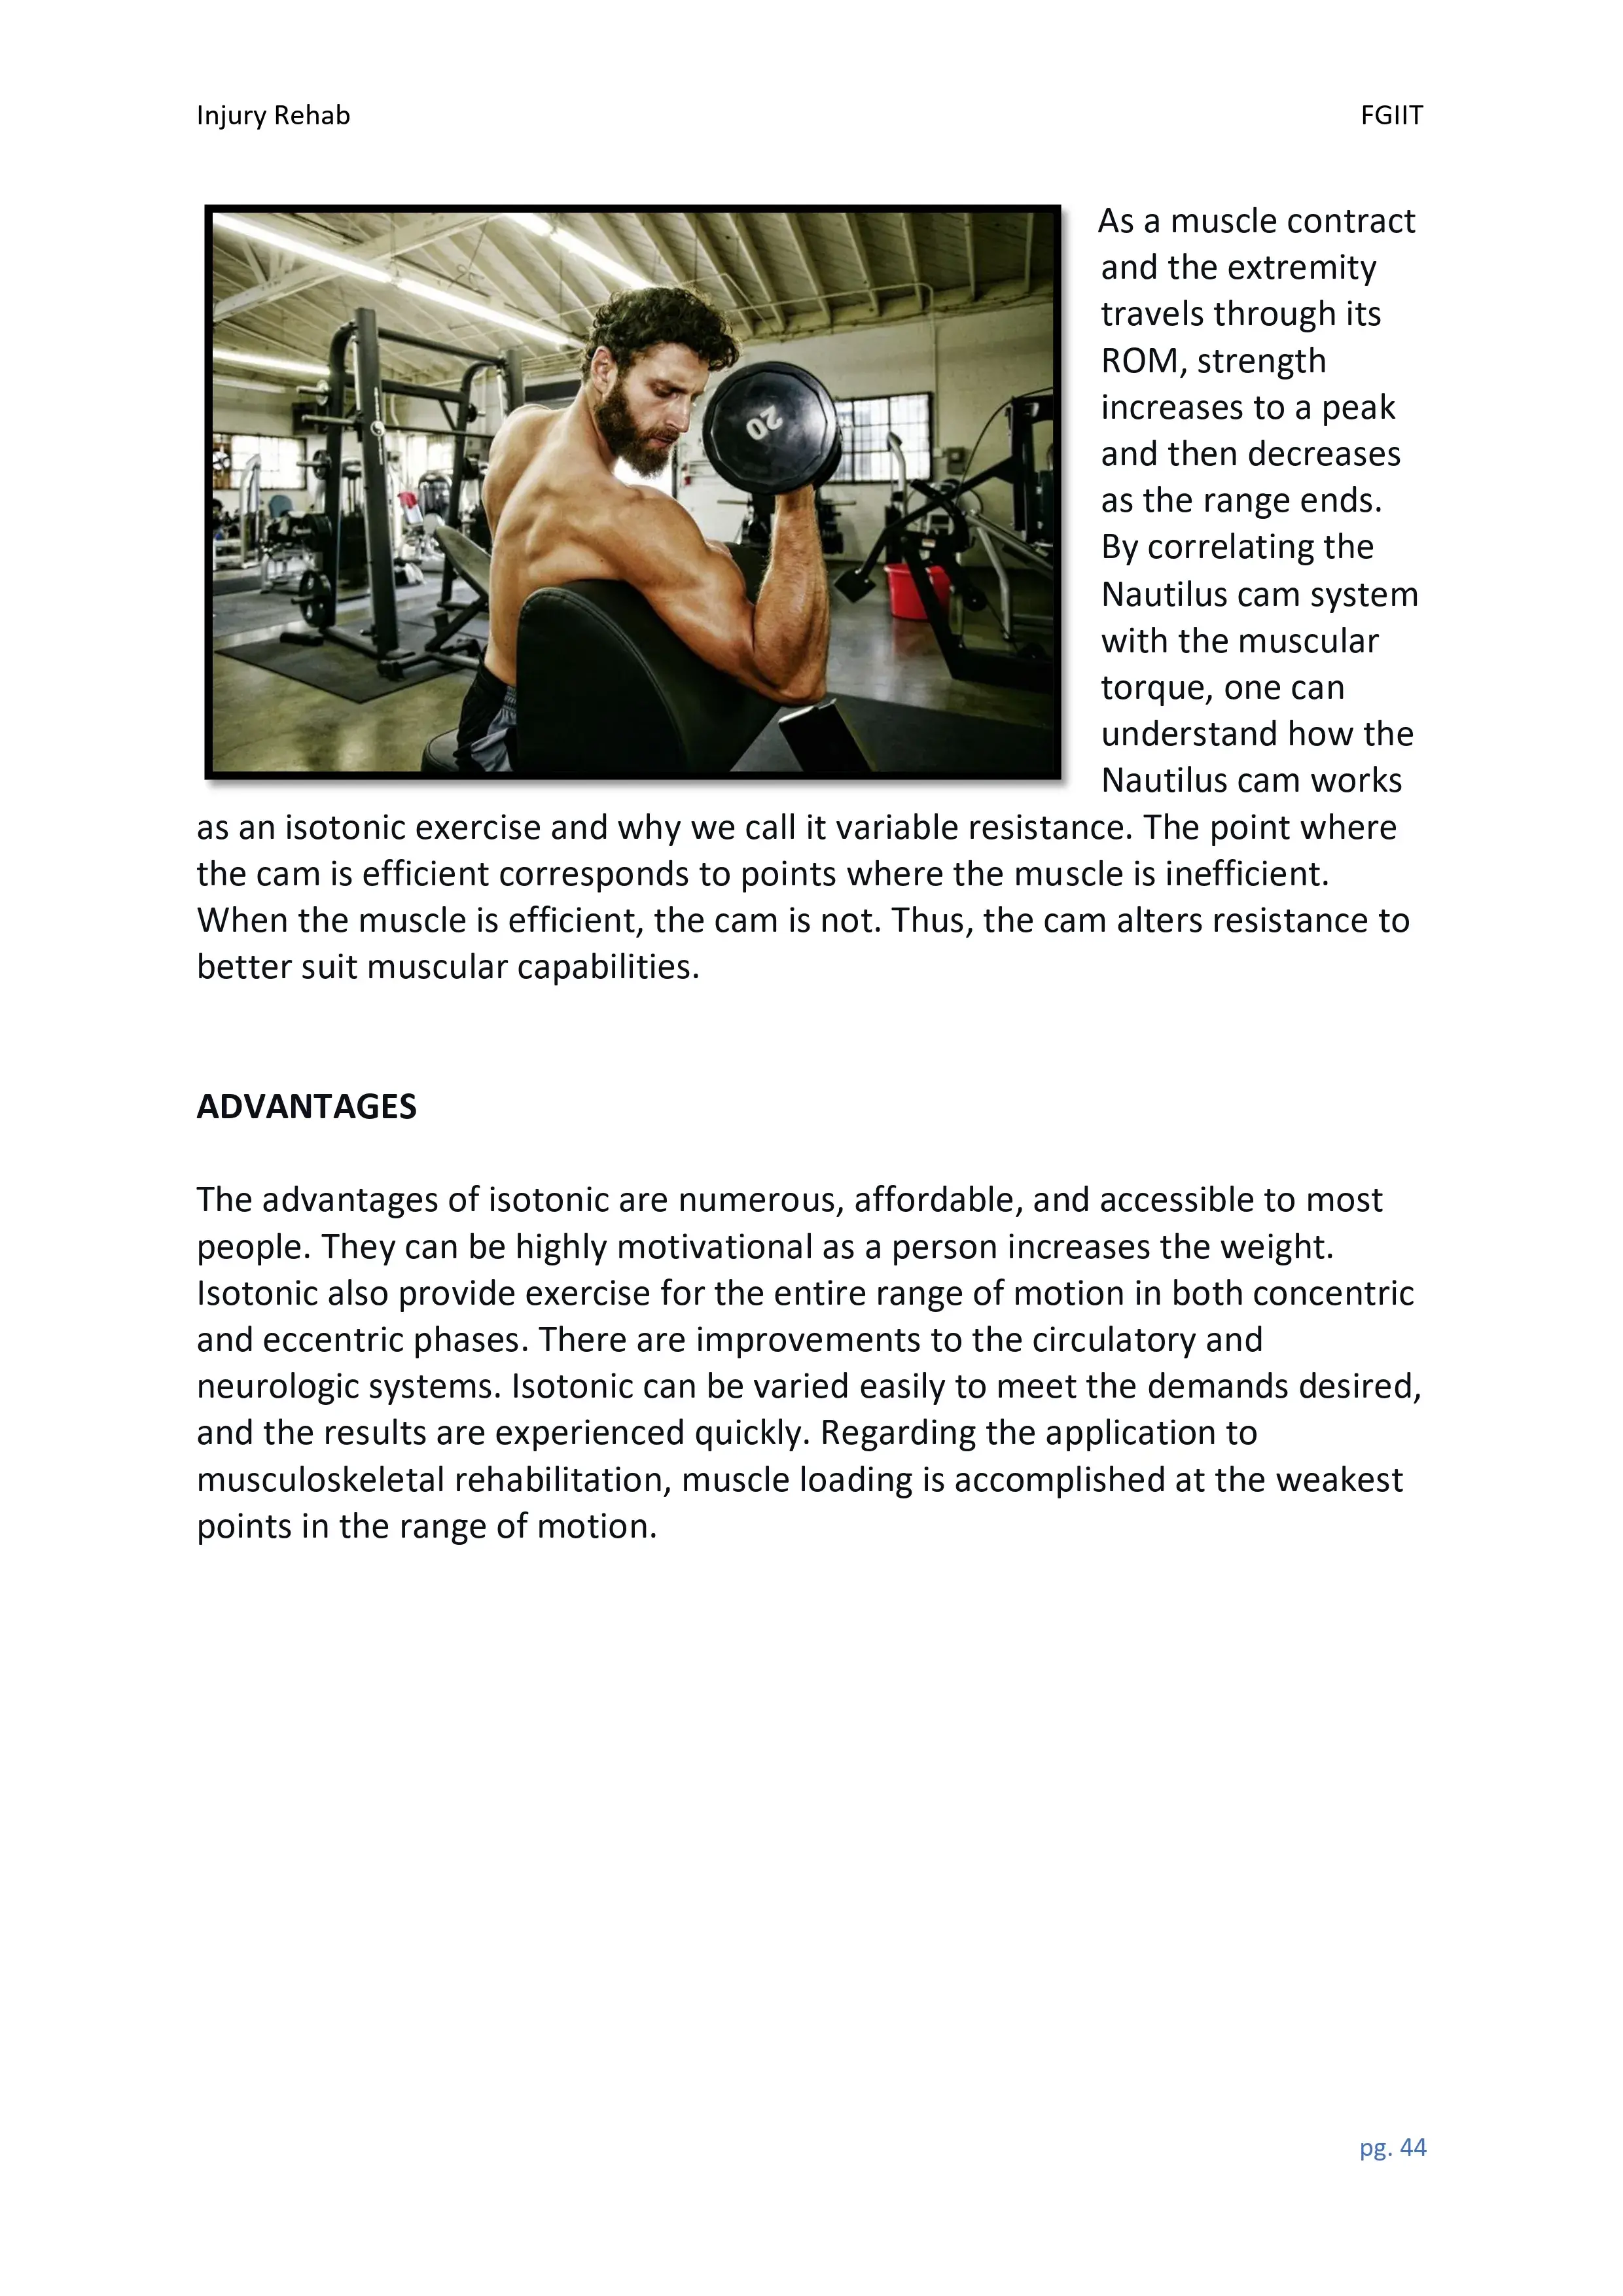 Injury Rehab FGIIT
20
As a muscle contract
and the extremity
travels through its
ROM, strength
increases to a peak
and then decreases
as the range ends.
By correlating the
Nautilus cam system
with the muscular
torque, one can
understand how the
Nautilus cam works
as an isotonic exercise and why we call it variable resistance. The point where
the cam is efficient corresponds to points where the muscle is inefficient.
When the muscle is efficient, the cam is not. Thus, the cam alters resistance to
better suit muscular capabilities.
ADVANTAGES
The advantages of isotonic are numerous, affordable, and accessible to most
people. They can be highly motivational as a person increases the weight.
Isotonic also provide exercise for the entire range of motion in both concentric
and eccentric phases. There are improvements to the circulatory and
neurologic systems. Isotonic can be varied easily to meet the demands desired,
and the results are experienced quickly. Regarding the application to
musculoskeletal rehabilitation, muscle loading is accomplished at the weakest
points in the range of motion.
pg. 44